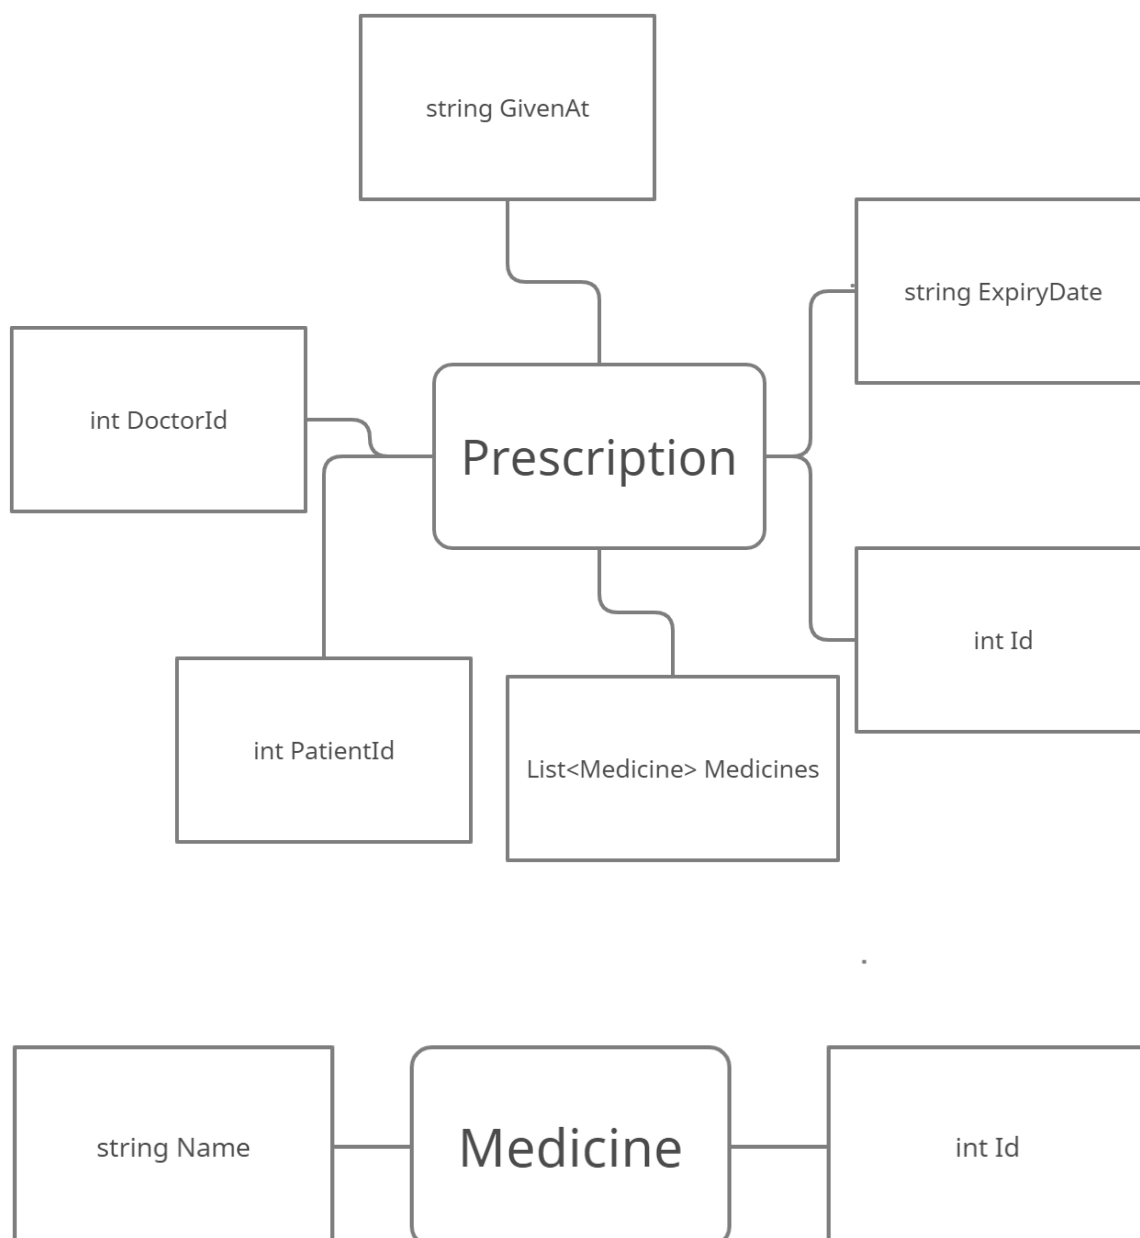 string GivenAt
string ExpiryDate
int DoctorId
Prescription
int Id
int PatientId
List<Medicine> Medicines
string Name
Medicine
int Id